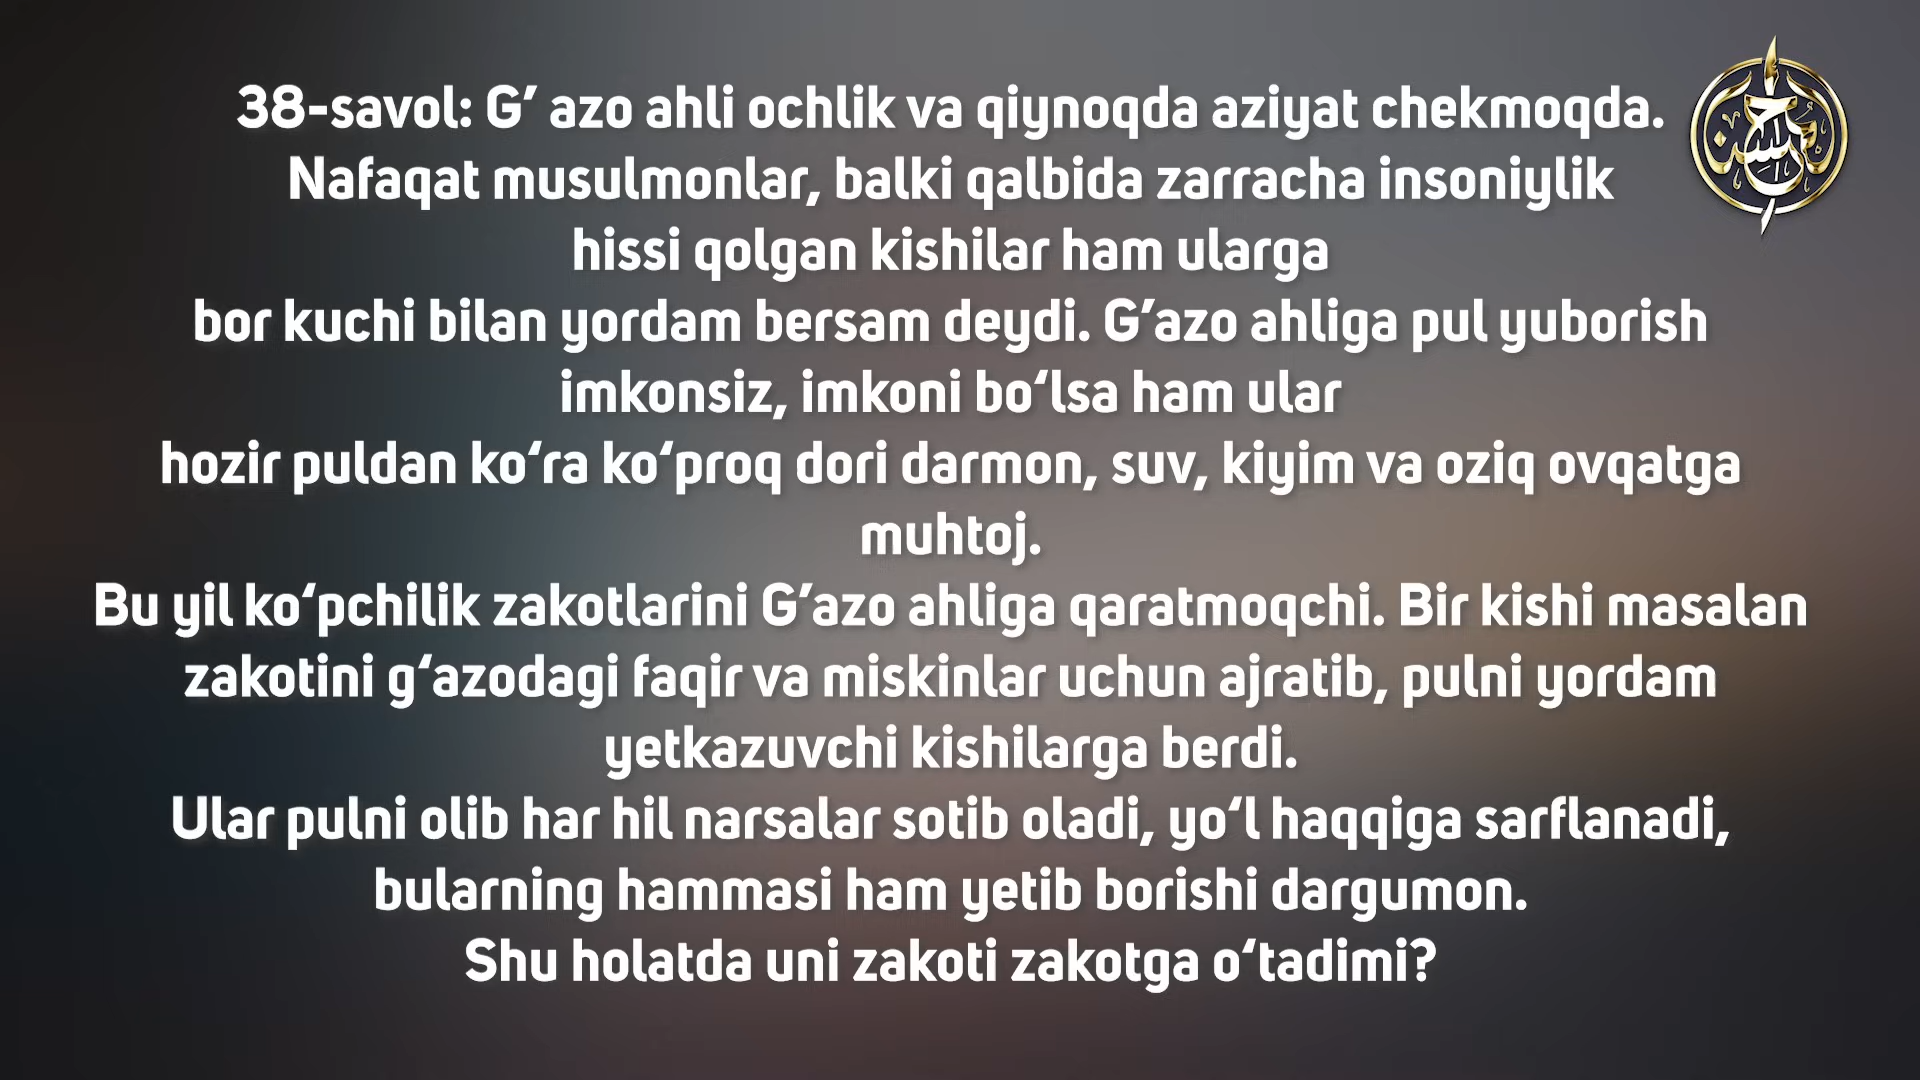 38-savol: G’ azo ahli ochlik va qiynoqda aziyat chekmoqda.
Nafaqat musulmonlar, balki qalbida zarracha insoniylik
hissi qolgan kishilar ham ularga
bor kuchi bilan yordam bersam deydi. G’azo ahliga pul yuborish
imkonsiz, imkoni bo‘lsa ham ular
hozir puldan ko‘ra ko‘proq dori darmon, suv, kiyim va oziq ovqatga
muhtoj.
Bu yil ko‘pchilik zakotlarini G’azo ahliga qaratmoqchi. Bir kishi masalan
zakotini g‘azodagi faqir va miskinlar uchun ajratib, pulni yordam
yetkazuvchi kishilarga berdi.
Ular pulni olib har hil narsalar sotib oladi, yo‘l haqqiga sarflanadi,
bularning hammasi ham yetib borishi dargumon.
Shu holatda uni zakoti zakotga o‘tadimi?